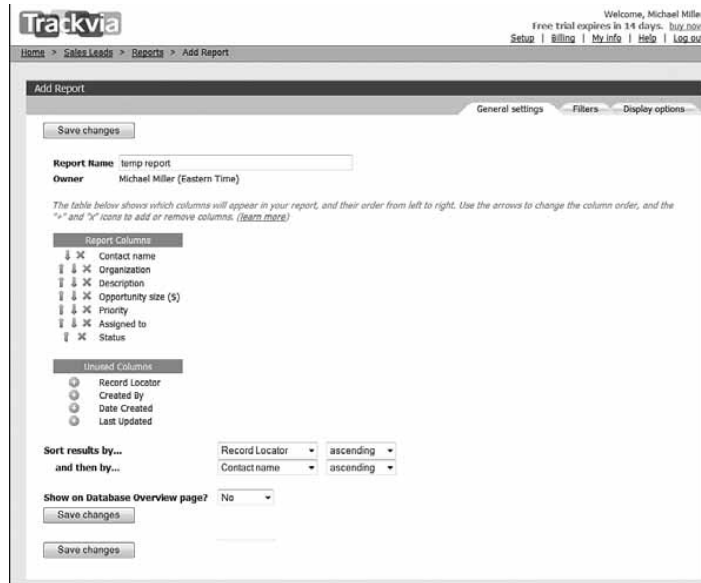 Trackvia
Welcome, Michael Miller
Free trial expires in 14 days. buy now
Setup | Billing | My info | Help | Log out
Home > Sales Leads > Reports > Add Report
Add Report
General settings Filters Display options
Save changes
Report Name temp report
Owner Michael Miller (Eastern Time)
The table below shows which columns will appear in your report, and their order from left to right. Use the arrows to change the column order, and the
"+" and "x" icons to add or remove columns. (learn more)
Report Columns
Contact name
Organization
Description
Opportunity size ($)
Priority
Assigned to
Status
Unused Columns
Record Locator
Created By
Date Created
Last Updated
Sort results by... Record Locator ascending
and then by... Contact name ascending
Show on Database Overview page? No
Save changes
Save changes